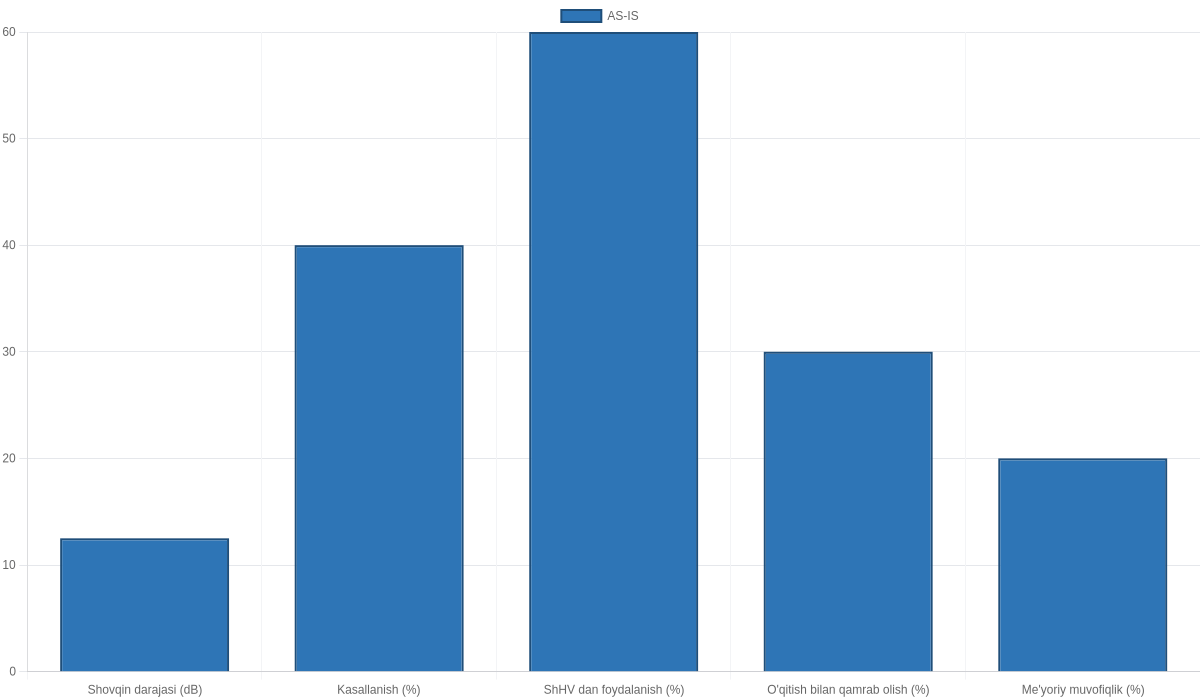 AS-IS
60
50
40
30
20
10
0
Shovqin darajasi (dB)
Kasallanish (%)
ShHV dan foydalanish (%)
O'qitish bilan qamrab olish (%)
Me'yoriy muvofiqlik (%)